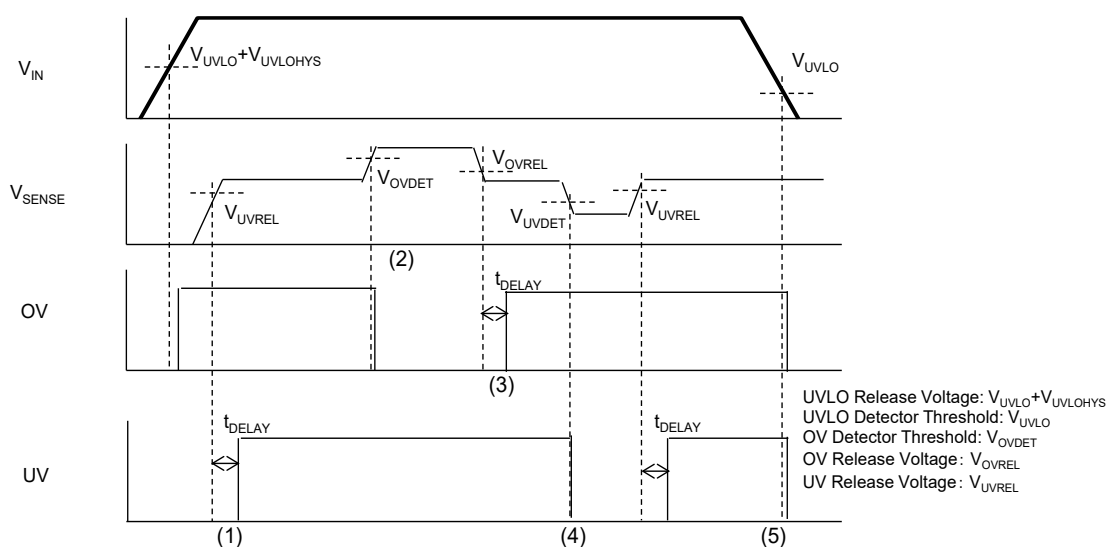 V_UVLO+V_UVLOHYS
V_UVLO
V_IN
V_OVREL
V_OVDET
V_SENSE
V_UVREL
V_UVDET
V_UVREL
(2)
t_DELAY
OV
(3)
UVLO Release Voltage: V_UVLO+V_UVLOHYS
UVLO Detector Threshold: V_UVLO
OV Detector Threshold: V_OVDET
OV Release Voltage: V_OVREL
UV Release Voltage: V_UVREL
t_DELAY
t_DELAY
UV
(1)
(4)
(5)